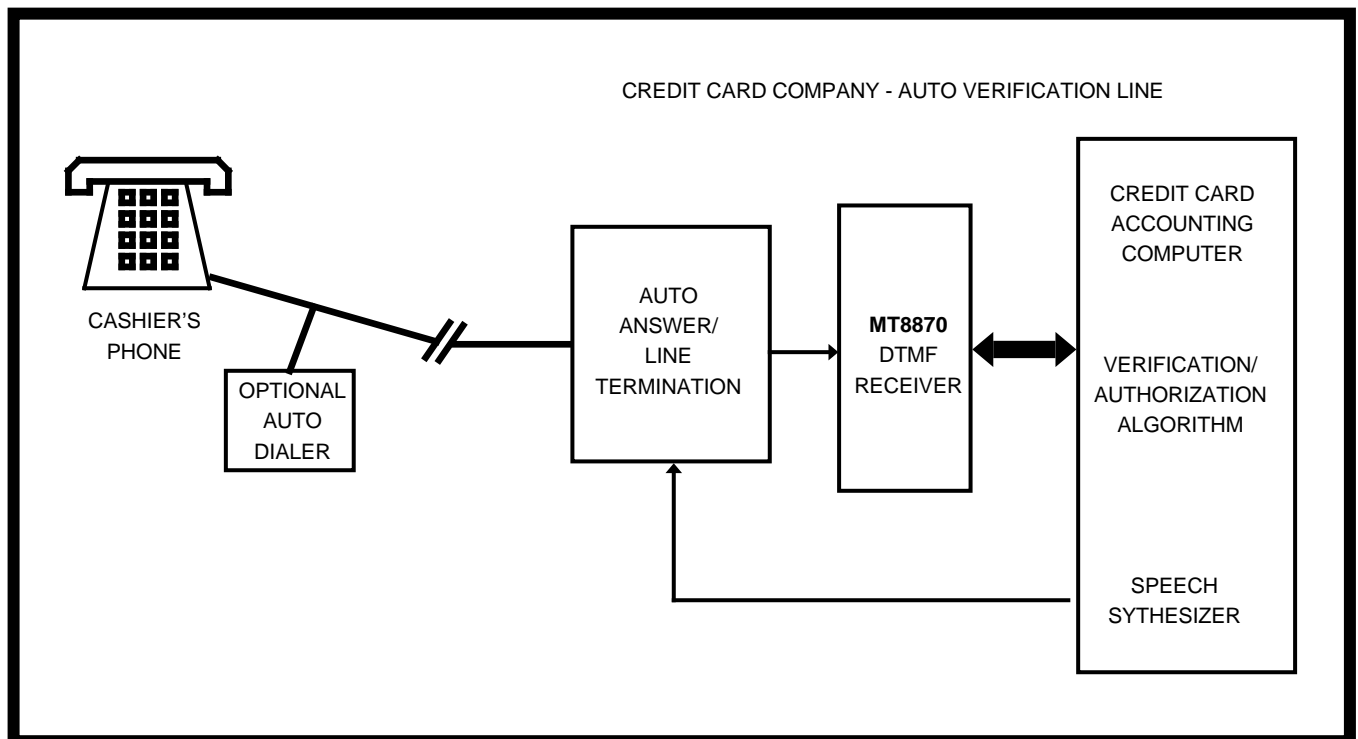 CREDIT CARD COMPANY - AUTO VERIFICATION LINE
CASHIER'S
PHONE
OPTIONAL
AUTO
DIALER
AUTO
ANSWER/
LINE
TERMINATION
MT8870
DTMF
RECEIVER
CREDIT CARD
ACCOUNTING
COMPUTER
VERIFICATION/
AUTHORIZATION
ALGORITHM
SPEECH
SYTHESIZER